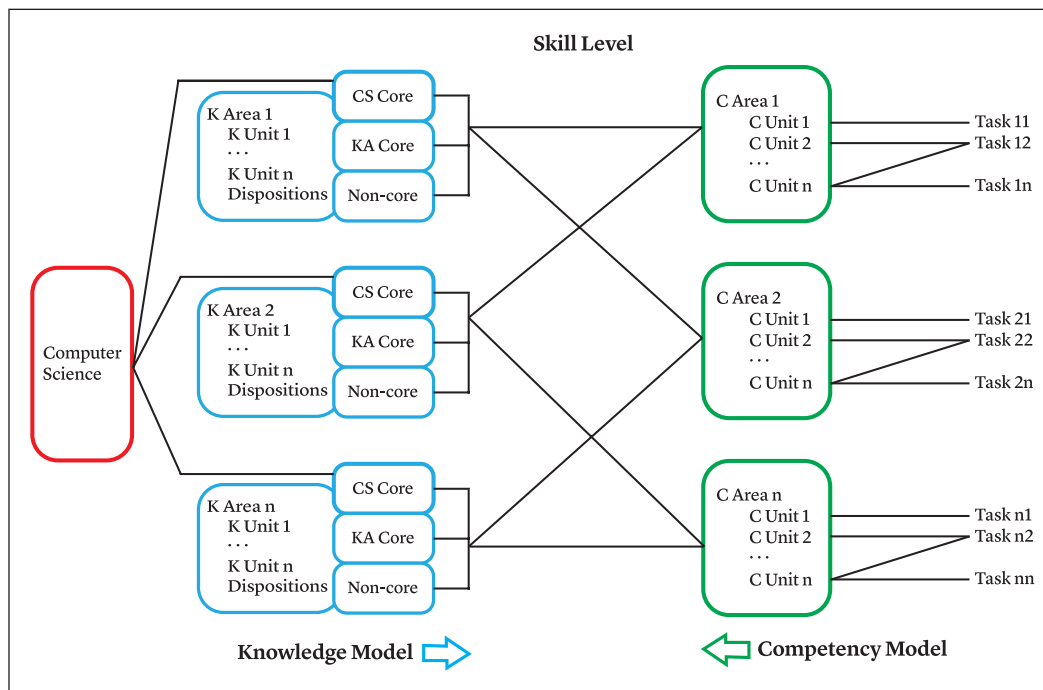 Skill Level
Computer
Science
K Area 1
K Unit 1
...
K Unit n
Dispositions
CS Core
KA Core
Non-core
K Area 2
K Unit 1
...
K Unit n
Dispositions
CS Core
KA Core
Non-core
K Area n
K Unit 1
...
K Unit n
Dispositions
CS Core
KA Core
Non-core
C Area 1
C Unit 1
C Unit 2
...
C Unit n
Task 11
Task 12
Task 1n
C Area 2
C Unit 1
C Unit 2
...
C Unit n
Task 21
Task 22
Task 2n
C Area n
C Unit 1
C Unit 2
...
C Unit n
Task n1
Task n2
Task nn
Knowledge Model
Competency Model